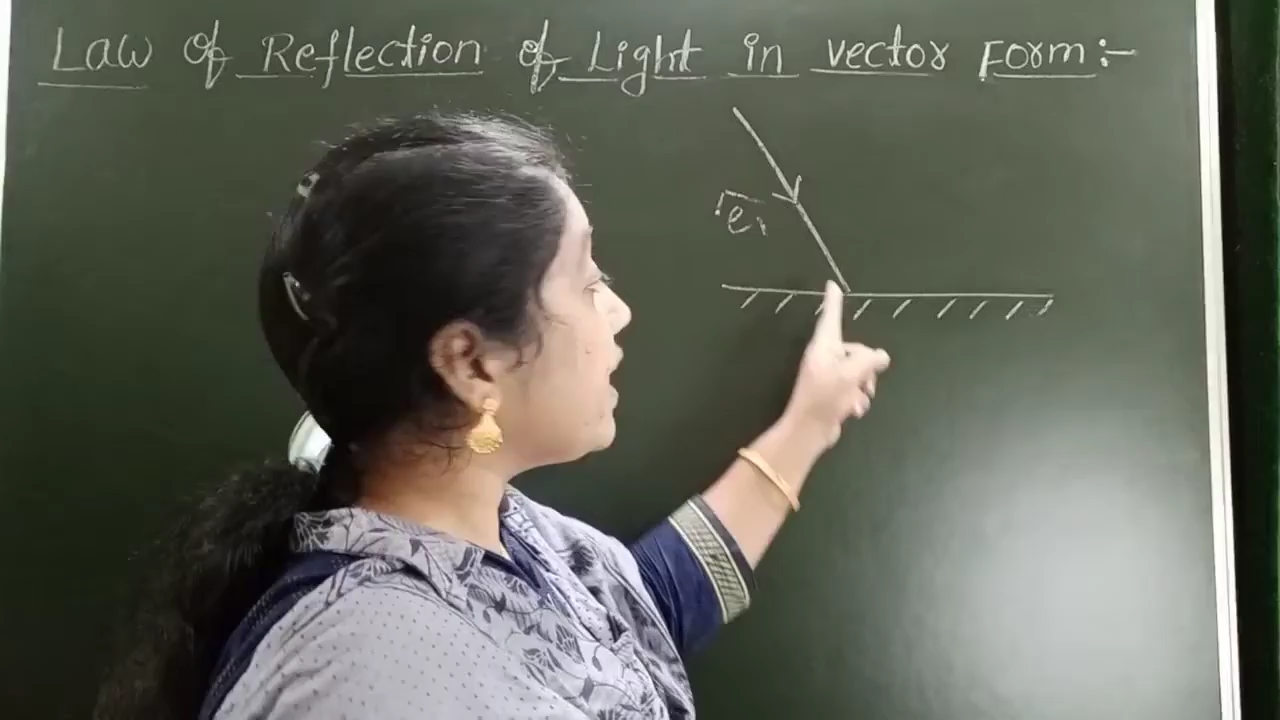 Law of Reflection of Light in vector Form:-
e₁